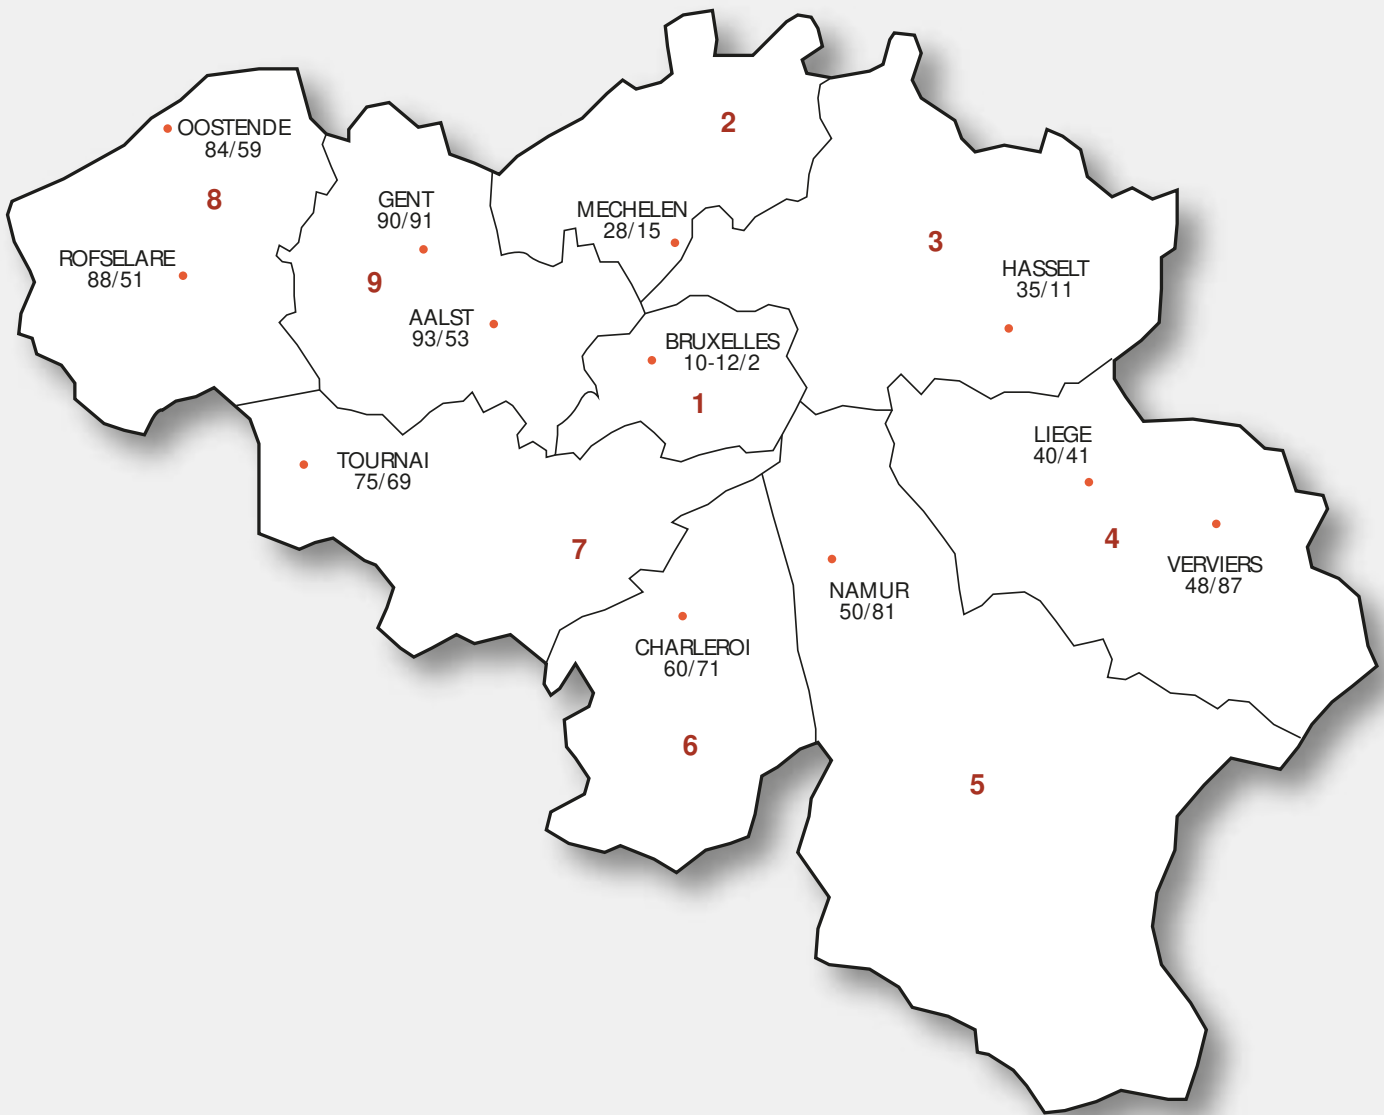 2
OOSTENDE
84/59
8
GENT
90/91
MECHELEN
28/15
3
ROFSELARE
88/51
9
HASSELT
35/11
AALST
93/53
BRUXELLES
10-12/2
1
LIEGE
40/41
TOURNAI
75/69
4
7
VERVIERS
48/87
NAMUR
50/81
CHARLEROI
60/71
6
5